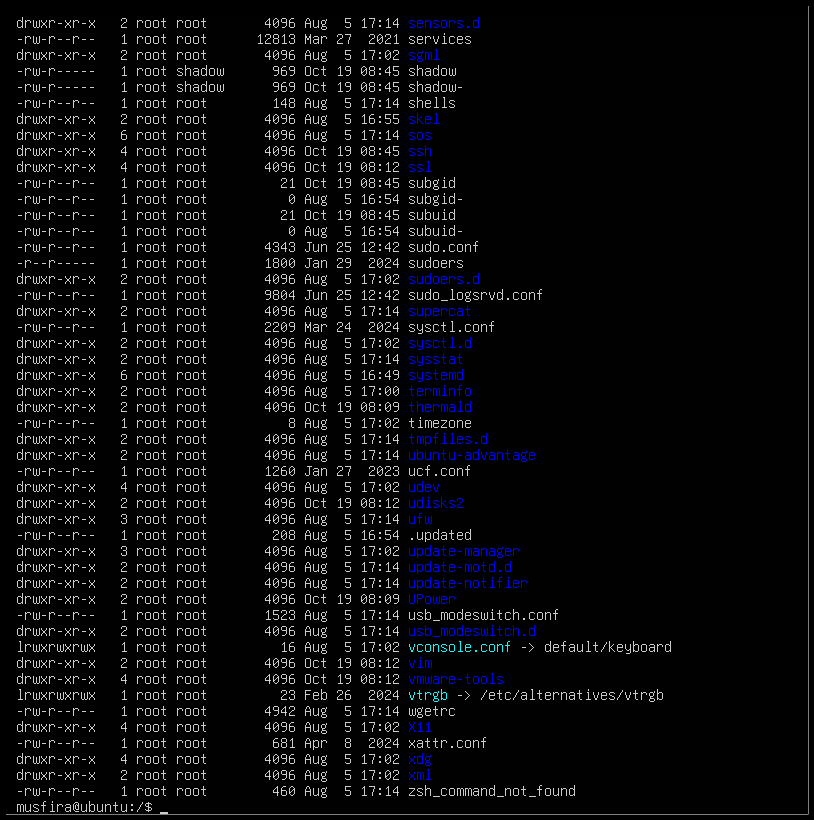 drwxr-xr-x   2 root root      4096 Aug  5 17:14 sensors.d
-rw-r--r--   1 root root     12813 Mar 27  2021 services
drwxr-xr-x   2 root root      4096 Aug  5 17:02 sgml
-rw-r-----   1 root shadow     969 Oct 19 08:45 shadow
-rw-r-----   1 root shadow     969 Oct 19 08:45 shadow-
-rw-r--r--   1 root root       148 Aug  5 17:14 shells
drwxr-xr-x   2 root root      4096 Aug  5 16:55 skel
drwxr-xr-x   6 root root      4096 Aug  5 17:14 sos
drwxr-xr-x   4 root root      4096 Oct 19 08:45 ssh
drwxr-xr-x   4 root root      4096 Oct 19 08:12 ssl
-rw-r--r--   1 root root        21 Oct 19 08:45 subgid
-rw-r--r--   1 root root         0 Aug  5 16:54 subgid-
-rw-r--r--   1 root root        21 Oct 19 08:45 subuid
-rw-r--r--   1 root root         0 Aug  5 16:54 subuid-
-rw-r--r--   1 root root      4343 Jun 25 12:42 sudo.conf
-r--r-----   1 root root      1800 Jan 29  2024 sudoers
drwxr-xr-x   2 root root      4096 Aug  5 17:02 sudoers.d
-rw-r--r--   1 root root      9804 Jun 25 12:42 sudo_logsrvd.conf
drwxr-xr-x   2 root root      4096 Aug  5 17:14 supercat
-rw-r--r--   1 root root      2209 Mar 24  2024 sysctl.conf
drwxr-xr-x   2 root root      4096 Aug  5 17:02 sysctl.d
drwxr-xr-x   2 root root      4096 Aug  5 17:14 sysstat
drwxr-xr-x   6 root root      4096 Aug  5 16:49 systemd
drwxr-xr-x   2 root root      4096 Aug  5 17:00 terminfo
drwxr-xr-x   2 root root      4096 Oct 19 08:09 thermald
-rw-r--r--   1 root root         8 Aug  5 17:02 timezone
drwxr-xr-x   2 root root      4096 Aug  5 17:14 tmpfiles.d
drwxr-xr-x   2 root root      4096 Aug  5 17:14 ubuntu-advantage
-rw-r--r--   1 root root      1260 Jan 27  2023 ucf.conf
drwxr-xr-x   4 root root      4096 Aug  5 17:02 udev
drwxr-xr-x   2 root root      4096 Oct 19 08:12 udisks2
drwxr-xr-x   3 root root      4096 Aug  5 17:14 ufw
-rw-r--r--   1 root root       208 Aug  5 16:54 .updated
drwxr-xr-x   3 root root      4096 Aug  5 17:02 update-manager
drwxr-xr-x   2 root root      4096 Aug  5 17:14 update-motd.d
drwxr-xr-x   2 root root      4096 Aug  5 17:14 update-notifier
drwxr-xr-x   2 root root      4096 Oct 19 08:09 UPower
-rw-r--r--   1 root root      1523 Aug  5 17:14 usb_modeswitch.conf
drwxr-xr-x   2 root root      4096 Aug  5 17:14 usb_modeswitch.d
lrwxrwxrwx   1 root root        16 Aug  5 17:02 vconsole.conf -> default/keyboard
drwxr-xr-x   2 root root      4096 Oct 19 08:12 vim
drwxr-xr-x   4 root root      4096 Oct 19 08:12 vmware-tools
lrwxrwxrwx   1 root root        23 Feb 26  2024 vtrgb -> /etc/alternatives/vtrgb
-rw-r--r--   1 root root      4942 Aug  5 17:14 wgetrc
drwxr-xr-x   4 root root      4096 Aug  5 17:02 X11
-rw-r--r--   1 root root       681 Apr  8  2024 xattr.conf
drwxr-xr-x   4 root root      4096 Aug  5 17:02 xdg
drwxr-xr-x   2 root root      4096 Aug  5 17:02 xml
-rw-r--r--   1 root root       460 Aug  5 17:14 zsh_command_not_found
musfira@ubuntu:/$ _